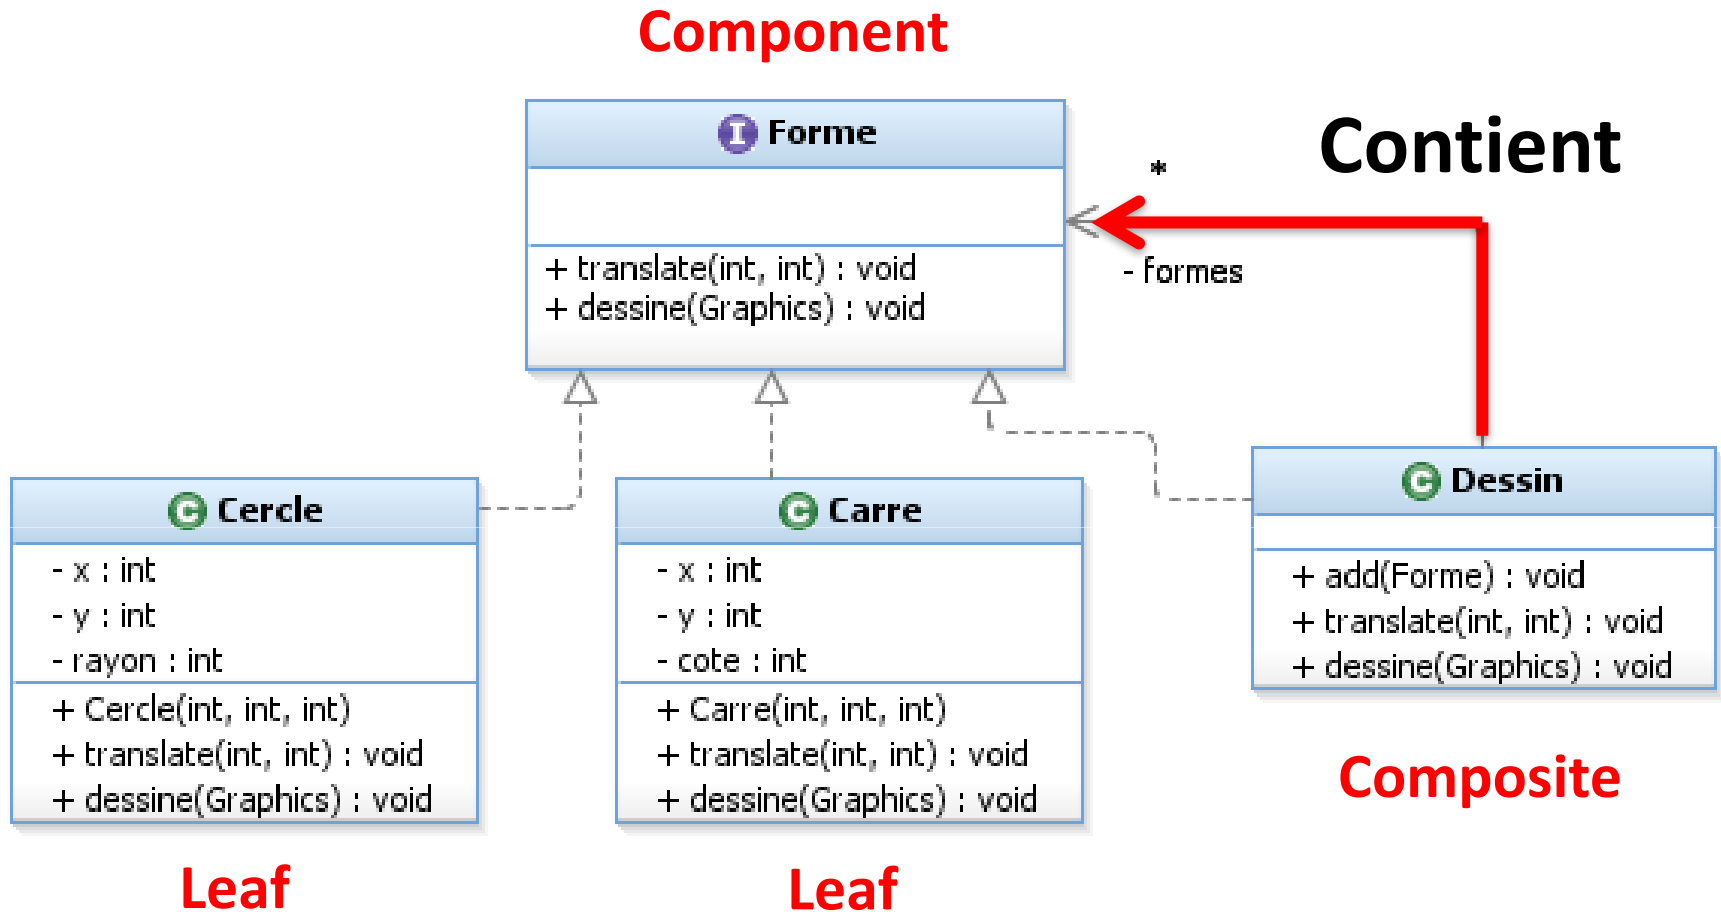 Component
I Forme
+ translate(int, int) : void
+ dessine(Graphics) : void
Contient
*
- formes
C Cercle
- x : int
- y : int
- rayon : int
+ Cercle(int, int, int)
+ translate(int, int) : void
+ dessine(Graphics) : void
Leaf
C Carre
- x : int
- y : int
- cote : int
+ Carre(int, int, int)
+ translate(int, int) : void
+ dessine(Graphics) : void
Leaf
C Dessin
+ add(Forme) : void
+ translate(int, int) : void
+ dessine(Graphics) : void
Composite